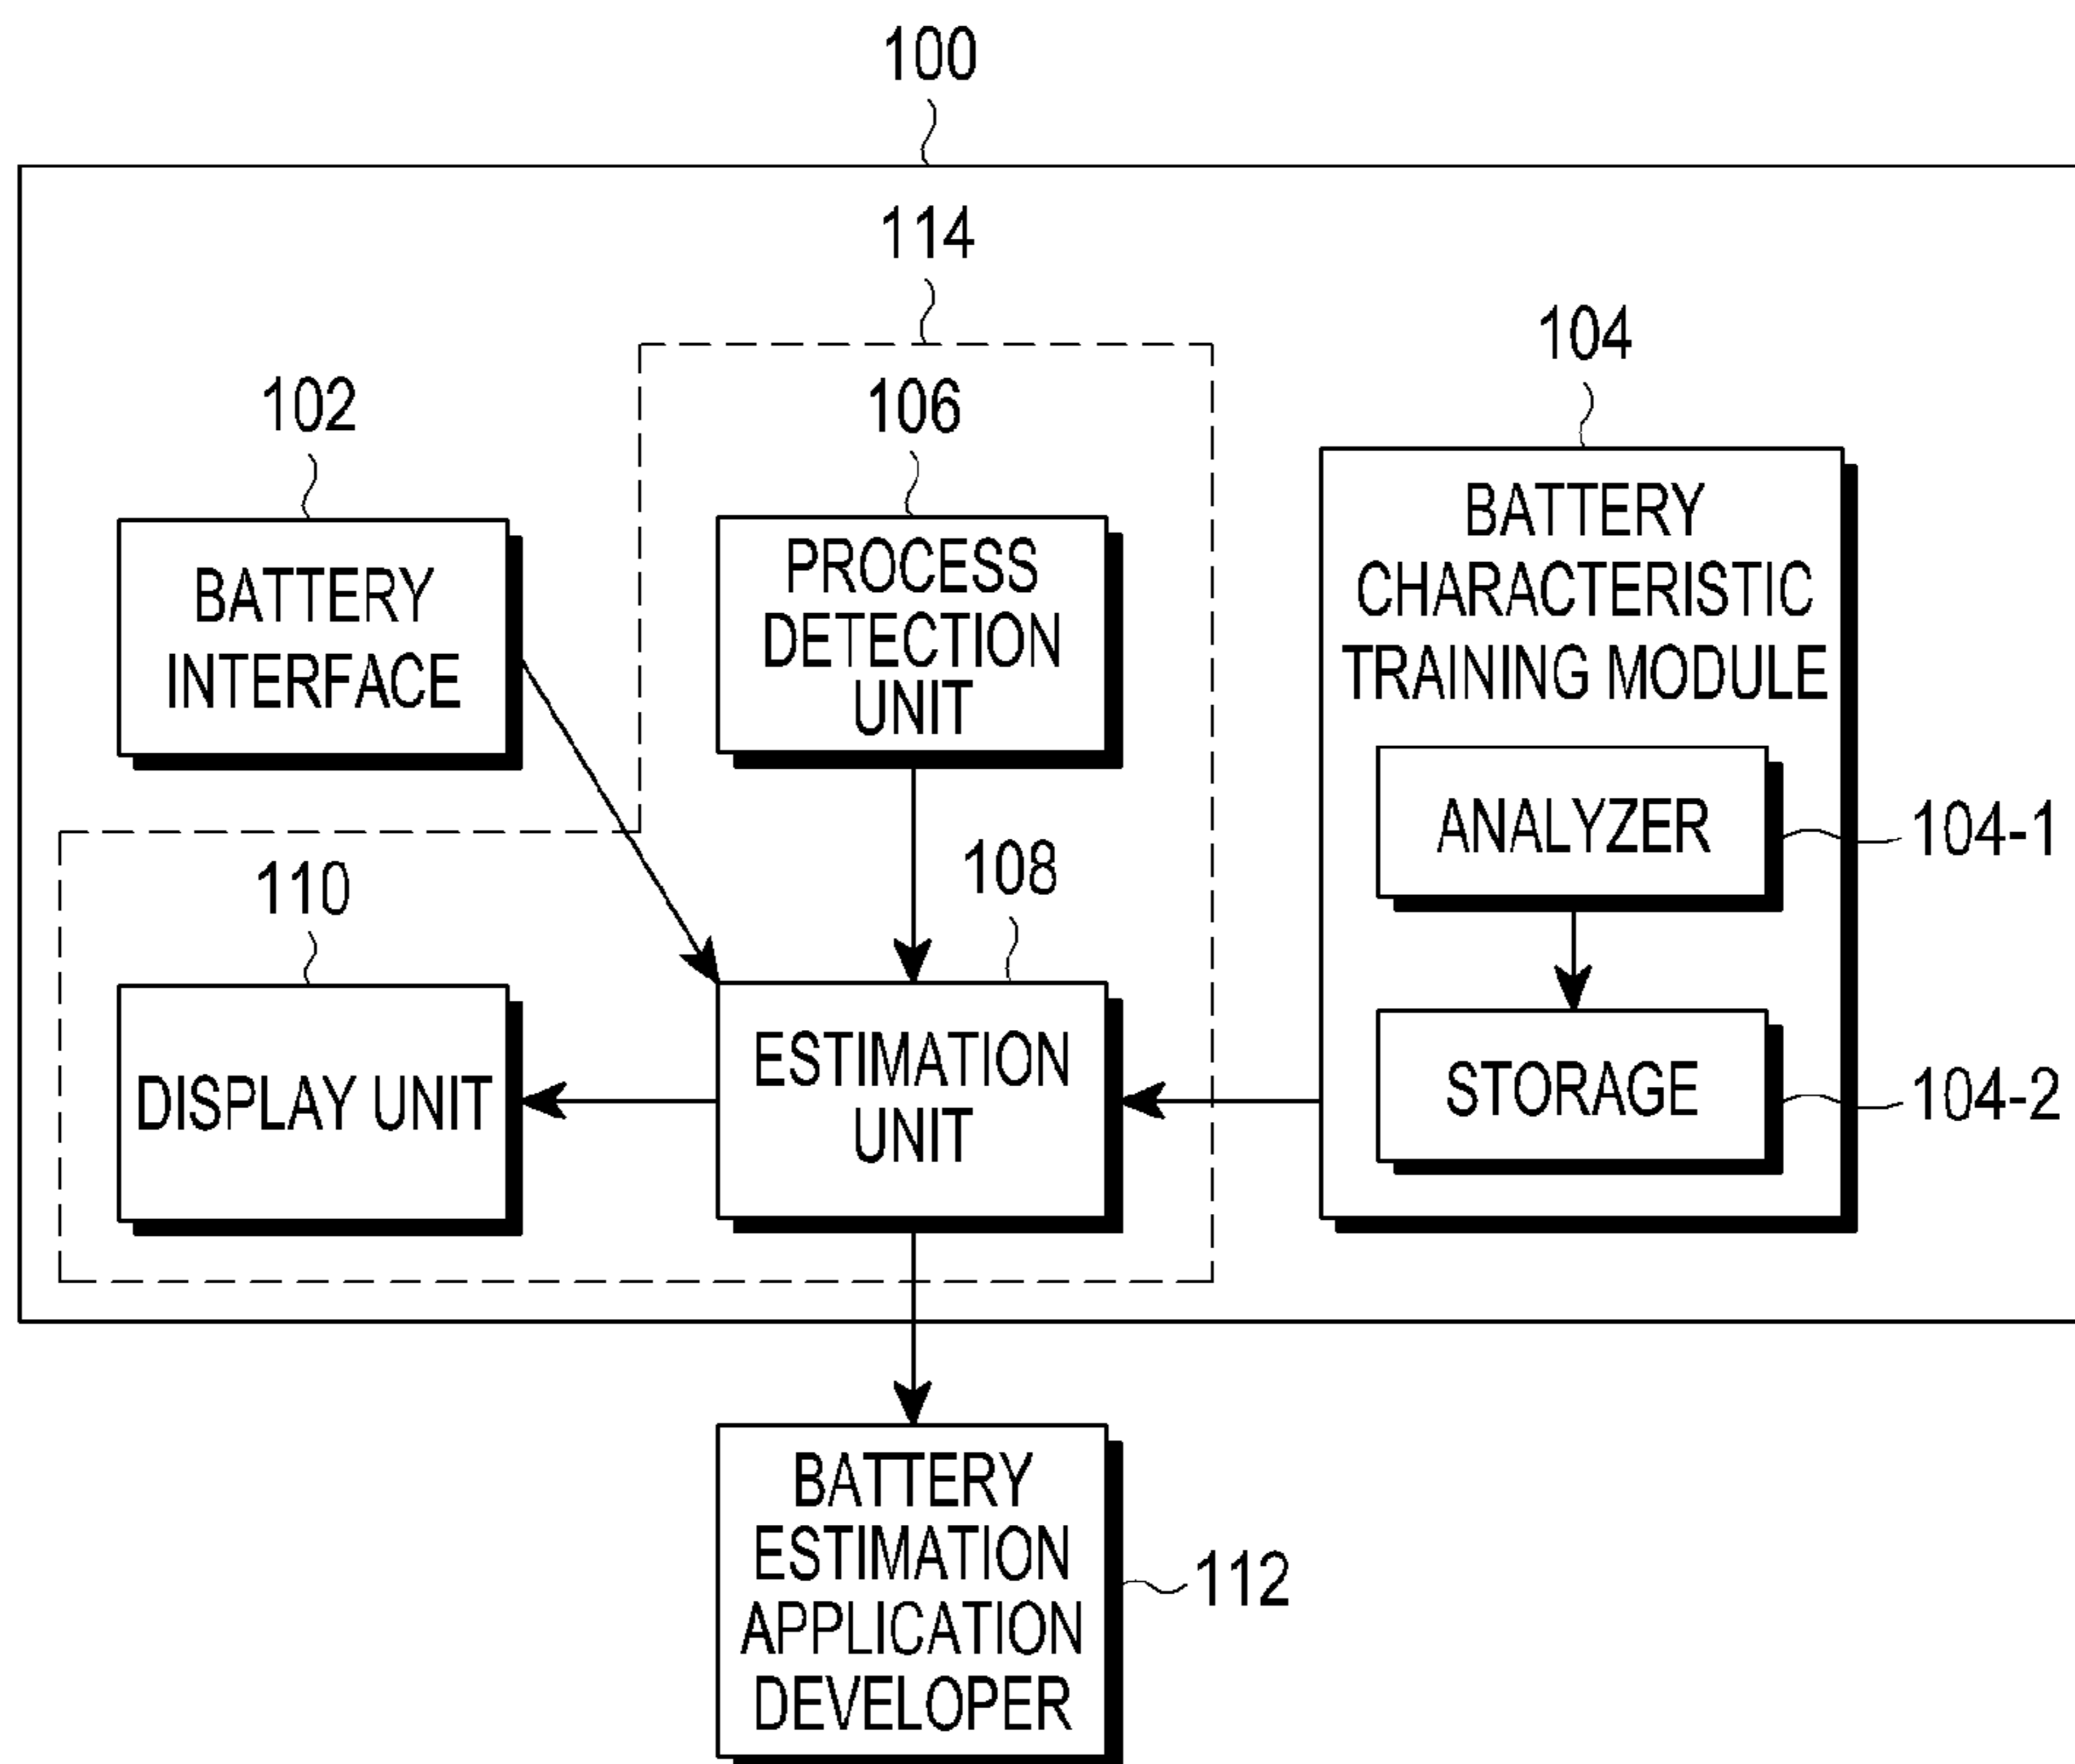 100
114
104
102
106
BATTERY
INTERFACE
PROCESS
DETECTION
UNIT
BATTERY
CHARACTERISTIC
TRAINING MODULE
ANALYZER
104-1
110
108
DISPLAY UNIT
ESTIMATION
UNIT
STORAGE
104-2
BATTERY
ESTIMATION
APPLICATION
DEVELOPER
112